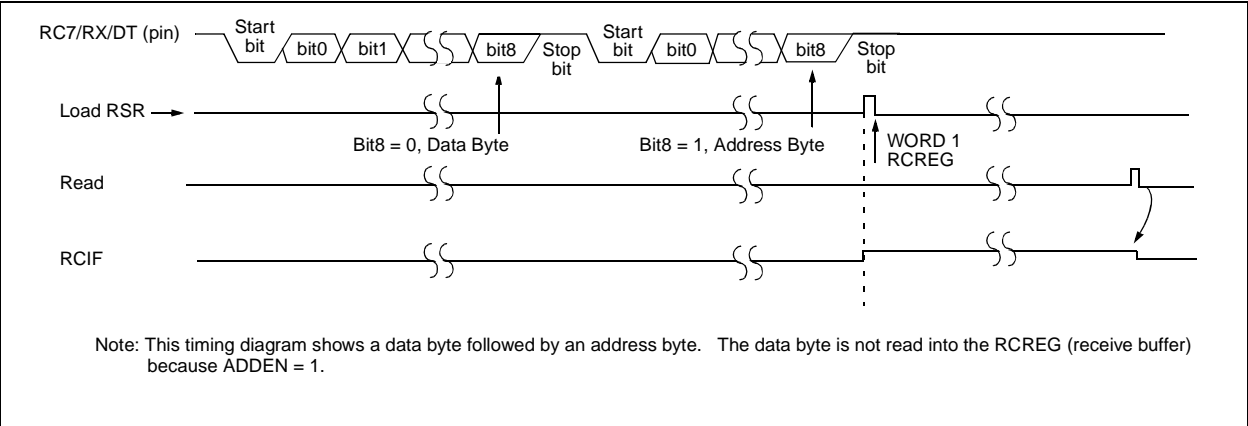 RC7/RX/DT (pin)
Start
bit
bit0
bit1
bit8
Stop
bit
Start
bit
bit0
bit8
Stop
bit
Load RSR
Bit8 = 0, Data Byte
Bit8 = 1, Address Byte
WORD 1
RCREG
Read
RCIF
Note: This timing diagram shows a data byte followed by an address byte. The data byte is not read into the RCREG (receive buffer)
because ADDEN = 1.